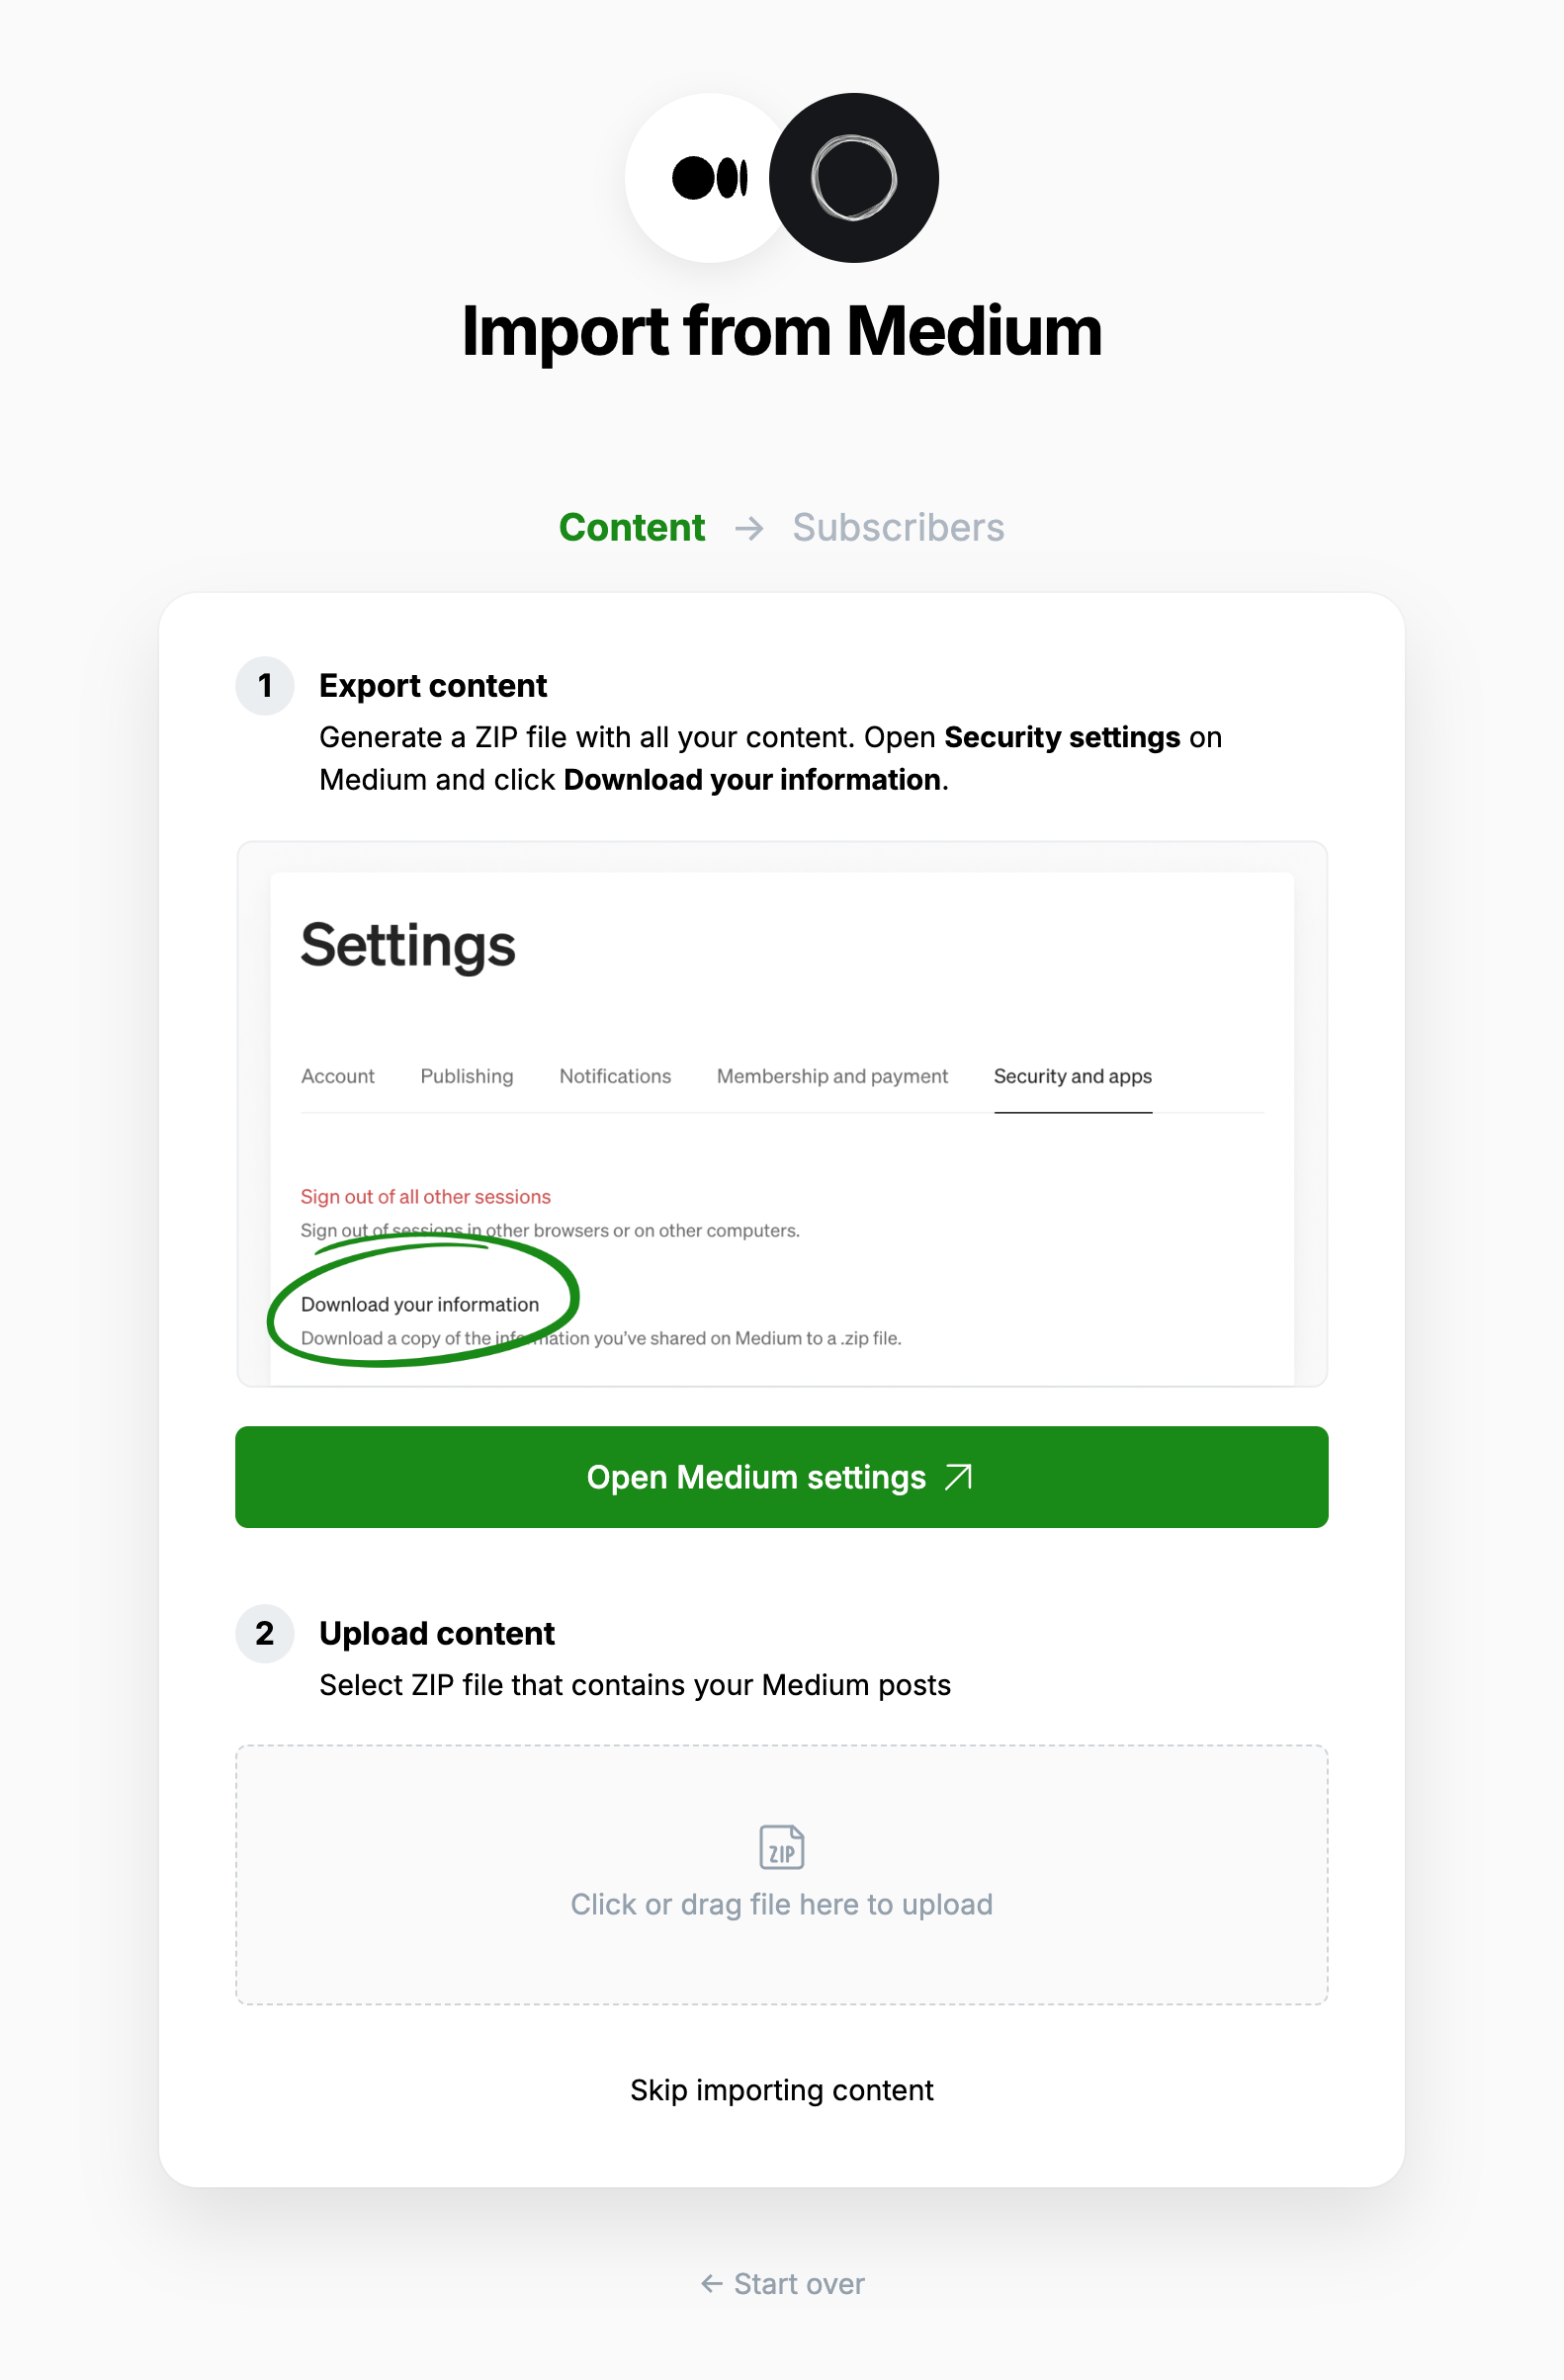 Import from Medium
Content → Subscribers
1 Export content
Generate a ZIP file with all your content. Open Security settings on
Medium and click Download your information.
Settings
Account Publishing Notifications Membership and payment Security and apps
Sign out of all other sessions
Sign out of sessions in other browsers or on other computers.
Download your information
Download a copy of the information you’ve shared on Medium to a .zip file.
Open Medium settings
2 Upload content
Select ZIP file that contains your Medium posts
ZIP
Click or drag file here to upload
Skip importing content
← Start over